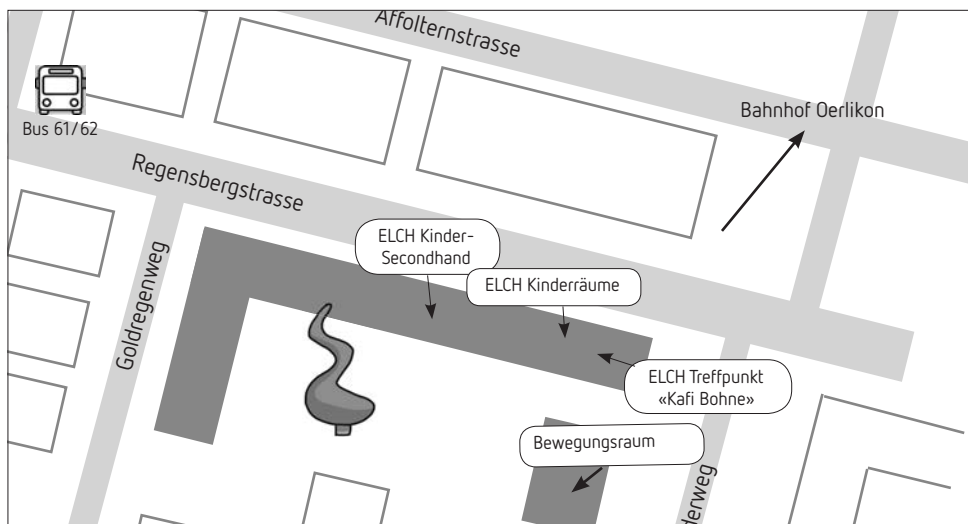 Affolternstrasse
Bahnhof Oerlikon
Bus 61/62
Regensbergstrasse
ELCH Kinder-
Secondhand
ELCH Kinderräume
Goldregenweg
ELCH Treffpunkt
«Kafi Bohne»
Bewegungsraum